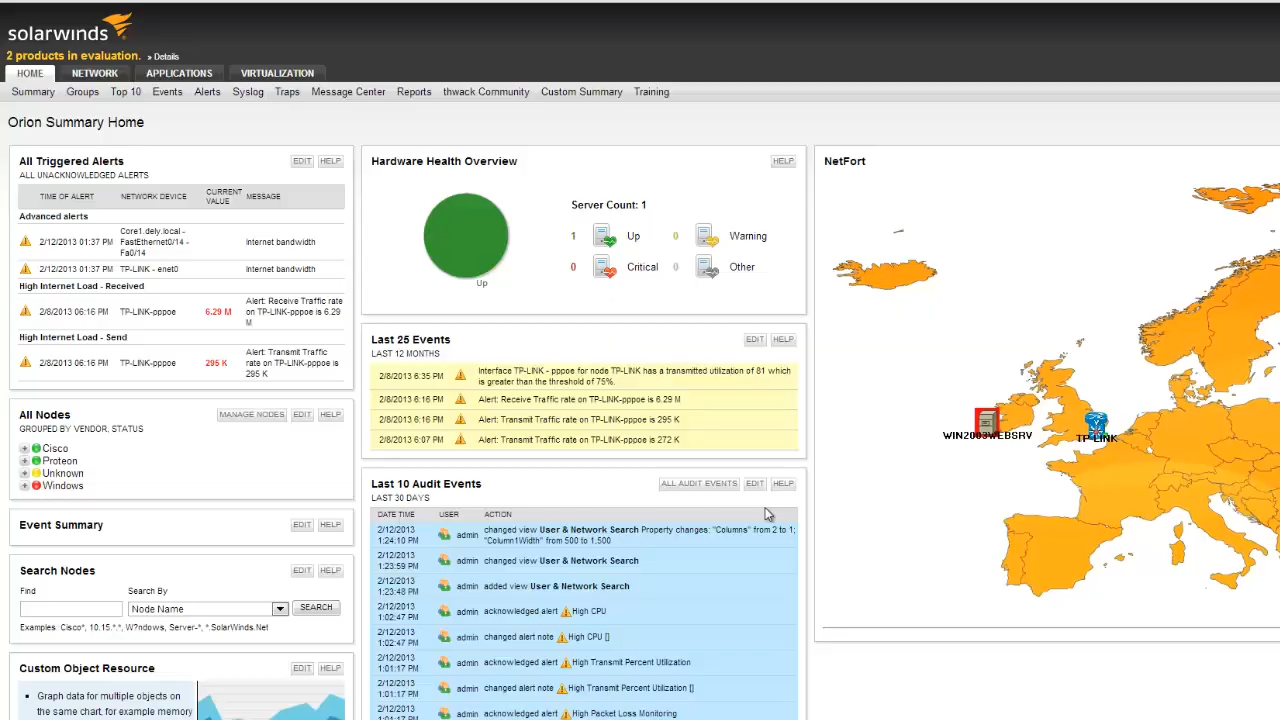 solarwinds
2 products in evaluation. » Details
HOME NETWORK APPLICATIONS VIRTUALIZATION
Summary Groups Top 10 Events Alerts Syslog Traps Message Center Reports thwack Community Custom Summary Training
Orion Summary Home
All Triggered Alerts EDIT HELP
ALL UNACKNOWLEDGED ALERTS
TIME OF ALERT NETWORK DEVICE CURRENT VALUE MESSAGE
Advanced alerts
2/12/2013 01:37 PM Core1.dely.local - FastEthernet0/14 - Fa0/14 Internet bandwidth
2/12/2013 01:37 PM TP-LINK - enet0 Internet bandwidth
High Internet Load - Received
2/8/2013 06:16 PM TP-LINK-pppoe 6.29 M Alert: Receive Traffic rate on TP-LINK-pppoe is 6.29 M
High Internet Load - Send
2/8/2013 06:16 PM TP-LINK-pppoe 295 K Alert: Transmit Traffic rate on TP-LINK-pppoe is 295 K
All Nodes MANAGE NODES EDIT HELP
GROUPED BY VENDOR, STATUS
Cisco
Proteon
Unknown
Windows
Event Summary EDIT HELP
Search Nodes EDIT HELP
Find Search By
Node Name SEARCH
Examples: Cisco*, 10.15.*.*, W?ndows, Server-*, *.SolarWinds.Net
Custom Object Resource EDIT HELP
Graph data for multiple objects on
the same chart, for example memory
Hardware Health Overview HELP
Server Count: 1
1 Up 0 Warning
0 Critical 0 Other
Up
Last 25 Events EDIT HELP
LAST 12 MONTHS
2/8/2013 6:35 PM Interface TP-LINK - pppoe for node TP-LINK has a transmitted utilization of 81 which
is greater than the threshold of 75%.
2/8/2013 6:16 PM Alert: Receive Traffic rate on TP-LINK-pppoe is 6.29 M
2/8/2013 6:16 PM Alert: Transmit Traffic rate on TP-LINK-pppoe is 295 K
2/8/2013 6:07 PM Alert: Transmit Traffic rate on TP-LINK-pppoe is 272 K
Last 10 Audit Events ALL AUDIT EVENTS EDIT HELP
LAST 30 DAYS
DATE TIME USER ACTION
2/12/2013 1:24:10 PM admin changed view User & Network Search Property changes: "Columns" from 2 to 1;
"Column1Width" from 500 to 1,500
2/12/2013 1:23:59 PM admin changed view User & Network Search
2/12/2013 1:23:48 PM admin added view User & Network Search
2/12/2013 1:02:47 PM admin acknowledged alert High CPU
2/12/2013 1:02:47 PM admin changed alert note High CPU []
2/12/2013 1:01:17 PM admin acknowledged alert High Transmit Percent Utilization
2/12/2013 1:01:17 PM admin changed alert note High Transmit Percent Utilization []
2/12/2013 1:01:17 PM admin acknowledged alert High Packet Loss Monitoring
NetFort
WIN2003WEBSRV
TP-LINK